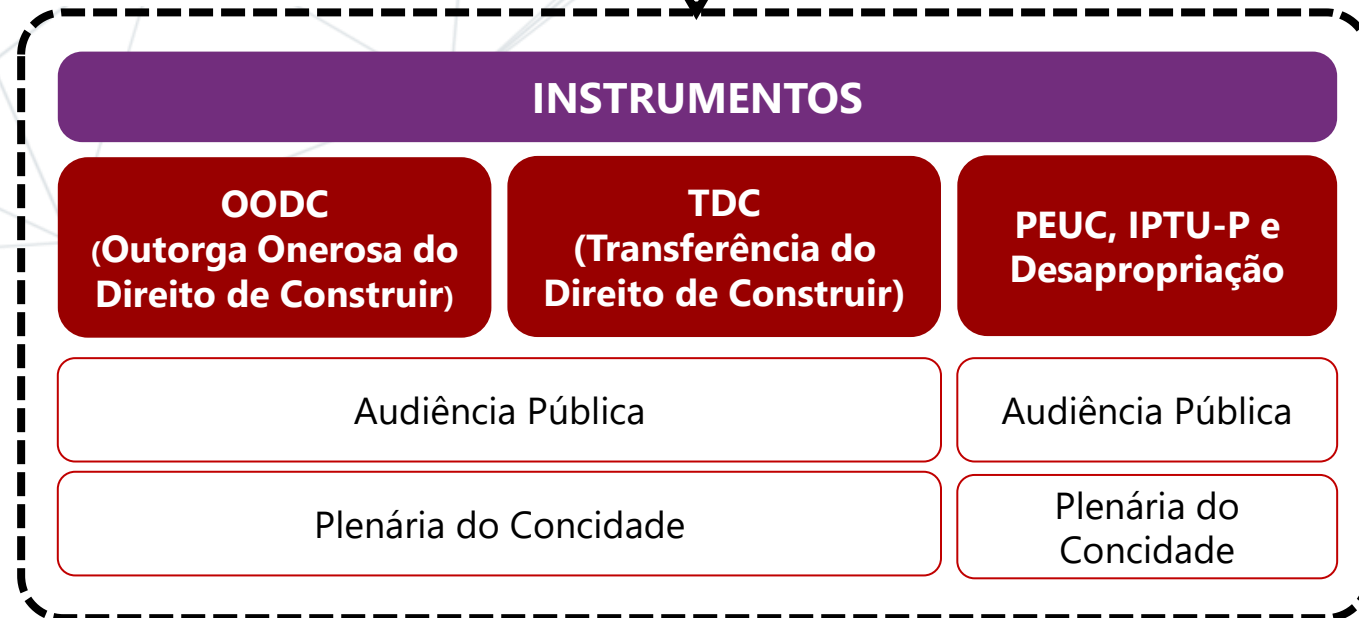 INSTRUMENTOS
OODC
(Outorga Onerosa do
Direito de Construir)
TDC
(Transferência do
Direito de Construir)
PEUC, IPTU-P e
Desapropriação
Audiência Pública
Audiência Pública
Plenária do Concidade
Plenária do
Concidade